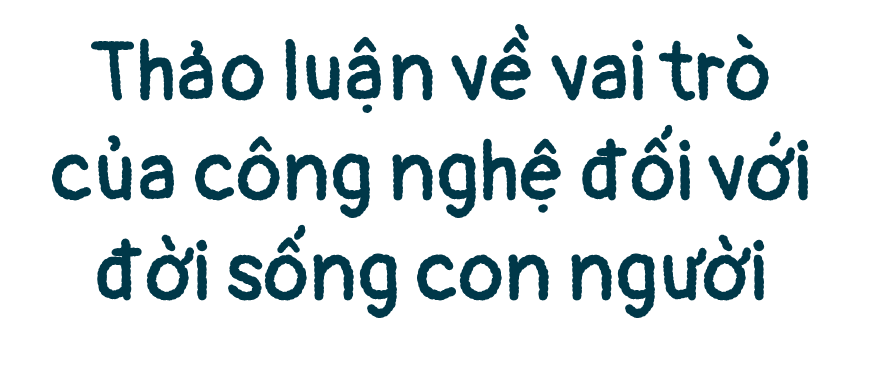 Thảo luận về vai trò
của công nghệ đối với
đời sống con người